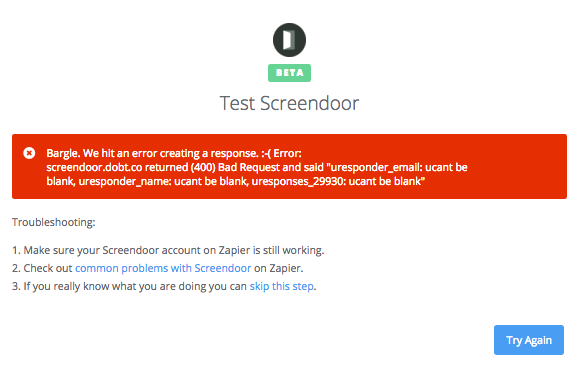 BETA
Test Screendoor
Bargle. We hit an error creating a response. :-( Error:
screendoor.dobt.co returned (400) Bad Request and said "uresponder_email: ucant be
blank, uresponder_name: ucant be blank, uresponses_29930: ucant be blank"
Troubleshooting:
1. Make sure your Screendoor account on Zapier is still working.
2. Check out common problems with Screendoor on Zapier.
3. If you really know what you are doing you can skip this step.
Try Again